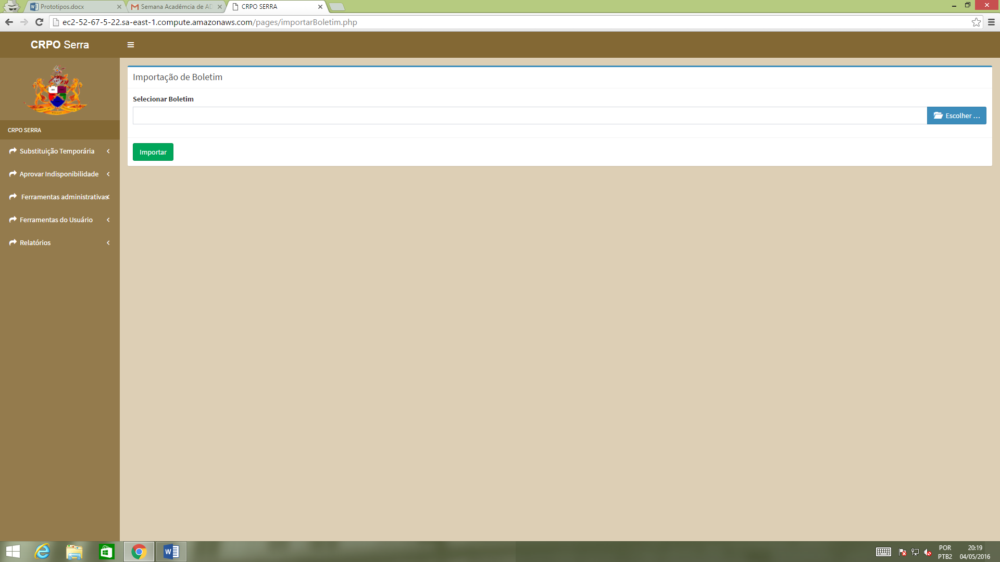 Prototipos.docx
Semana Acadêmcia de AD
CRPO SERRA
ec2-52-67-5-22.sa-east-1.compute.amazonaws.com/pages/importarBoletim.php
CRPO Serra
Importação de Boletim
Selecionar Boletim
Escolher ...
Importar
CRPO SERRA
Substituição Temporária
Aprovar Indisponibilidade
Ferramentas administrativas
Ferramentas do Usuário
Relatórios
POR
PTB2
20:19
04/05/2016